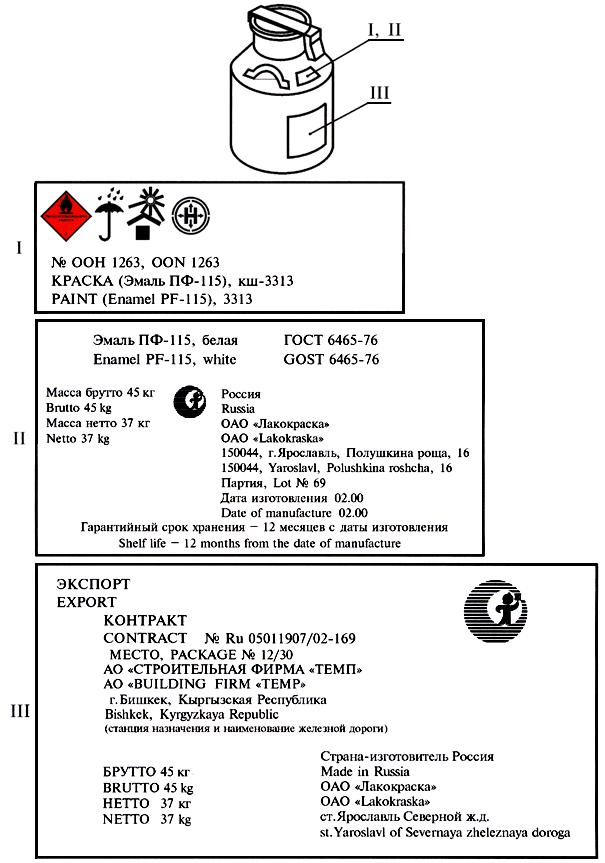 I, II
III
I
№ ООН 1263, OON 1263
КРАСКА (Эмаль ПФ-115), кш-3313
PAINT (Enamel PF-115), 3313
II
Эмаль ПФ-115, белая ГОСТ 6465-76
Enamel PF-115, white GOST 6465-76
Масса брутто 45 кг
Brutto 45 kg
Масса нетто 37 кг
Netto 37 kg
Россия
Russia
ОАО «Лакокраска»
OAO «Lakokraska»
150044, г.Ярославль, Полушкина роща, 16
150044, Yaroslavl, Polushkina roshcha, 16
Партия, Lot № 69
Дата изготовления 02.00
Date of manufacture 02.00
Гарантийный срок хранения – 12 месяцев с даты изготовления
Shelf life – 12 months from the date of manufacture
III
ЭКСПОРТ
EXPORT
КОНТРАКТ
CONTRACT № Ru 05011907/02-169
МЕСТО, PACKAGE № 12/30
АО «СТРОИТЕЛЬНАЯ ФИРМА «ТЕМП»
AO «BUILDING FIRM «TEMP»
г.Бишкек, Кыргызская Республика
Bishkek, Kyrgyzkaya Republic
(станция назначения и наименование железной дороги)
БРУТТО 45 кг
BRUTTO 45 kg
НЕТТО 37 кг
NETTO 37 kg
Страна-изготовитель Россия
Made in Russia
ОАО «Лакокраска»
OAO «Lakokraska»
ст.Ярославль Северной ж.д.
st.Yaroslavl of Severnaya zheleznaya doroga